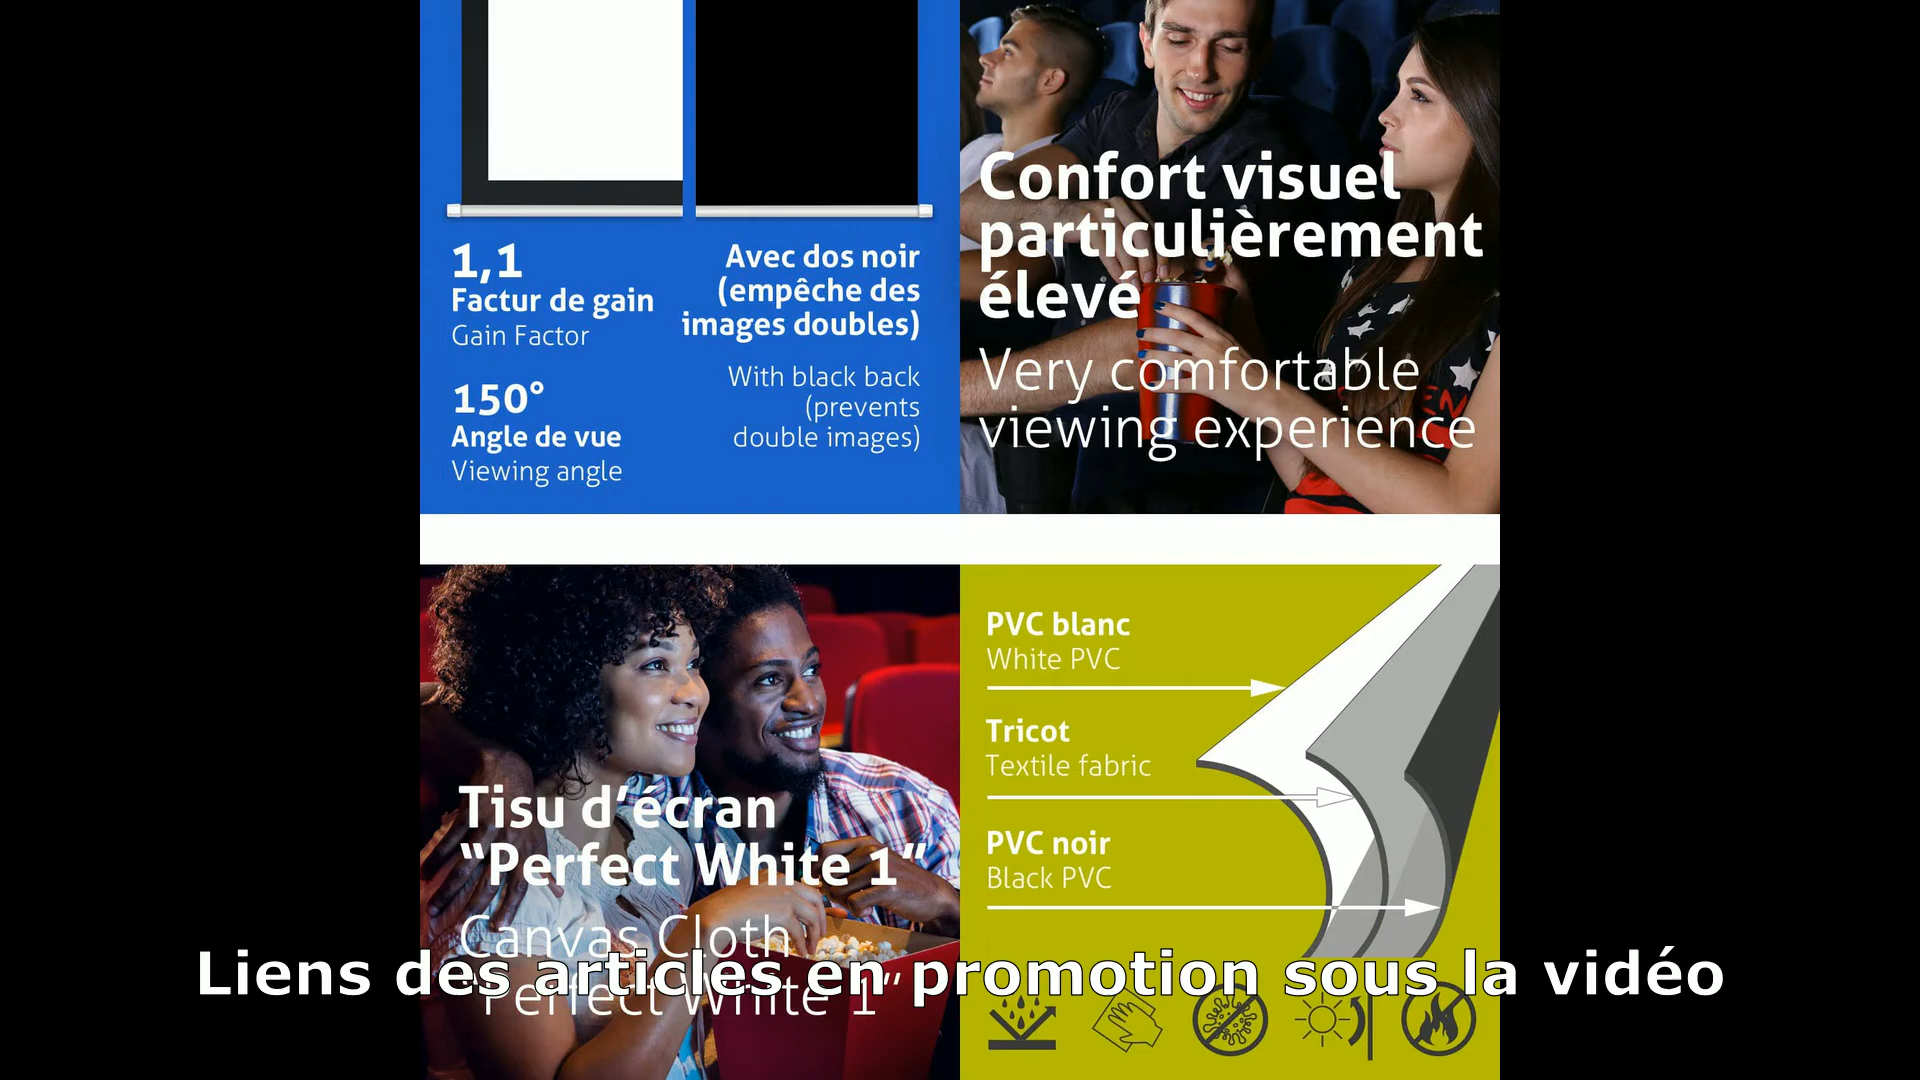 1,1
Factur de gain
Gain Factor
150°
Angle de vue
Viewing angle
Avec dos noir
(empêche des
images doubles)
With black back
(prevents
double images)
Confort visuel
particulièrement
élevé
Very comfortable
viewing experience
Tisu d’écran
“Perfect White 1”
Canvas Cloth
“Perfect White 1”
PVC blanc
White PVC
Tricot
Textile fabric
PVC noir
Black PVC
Liens des articles en promotion sous la vidéo